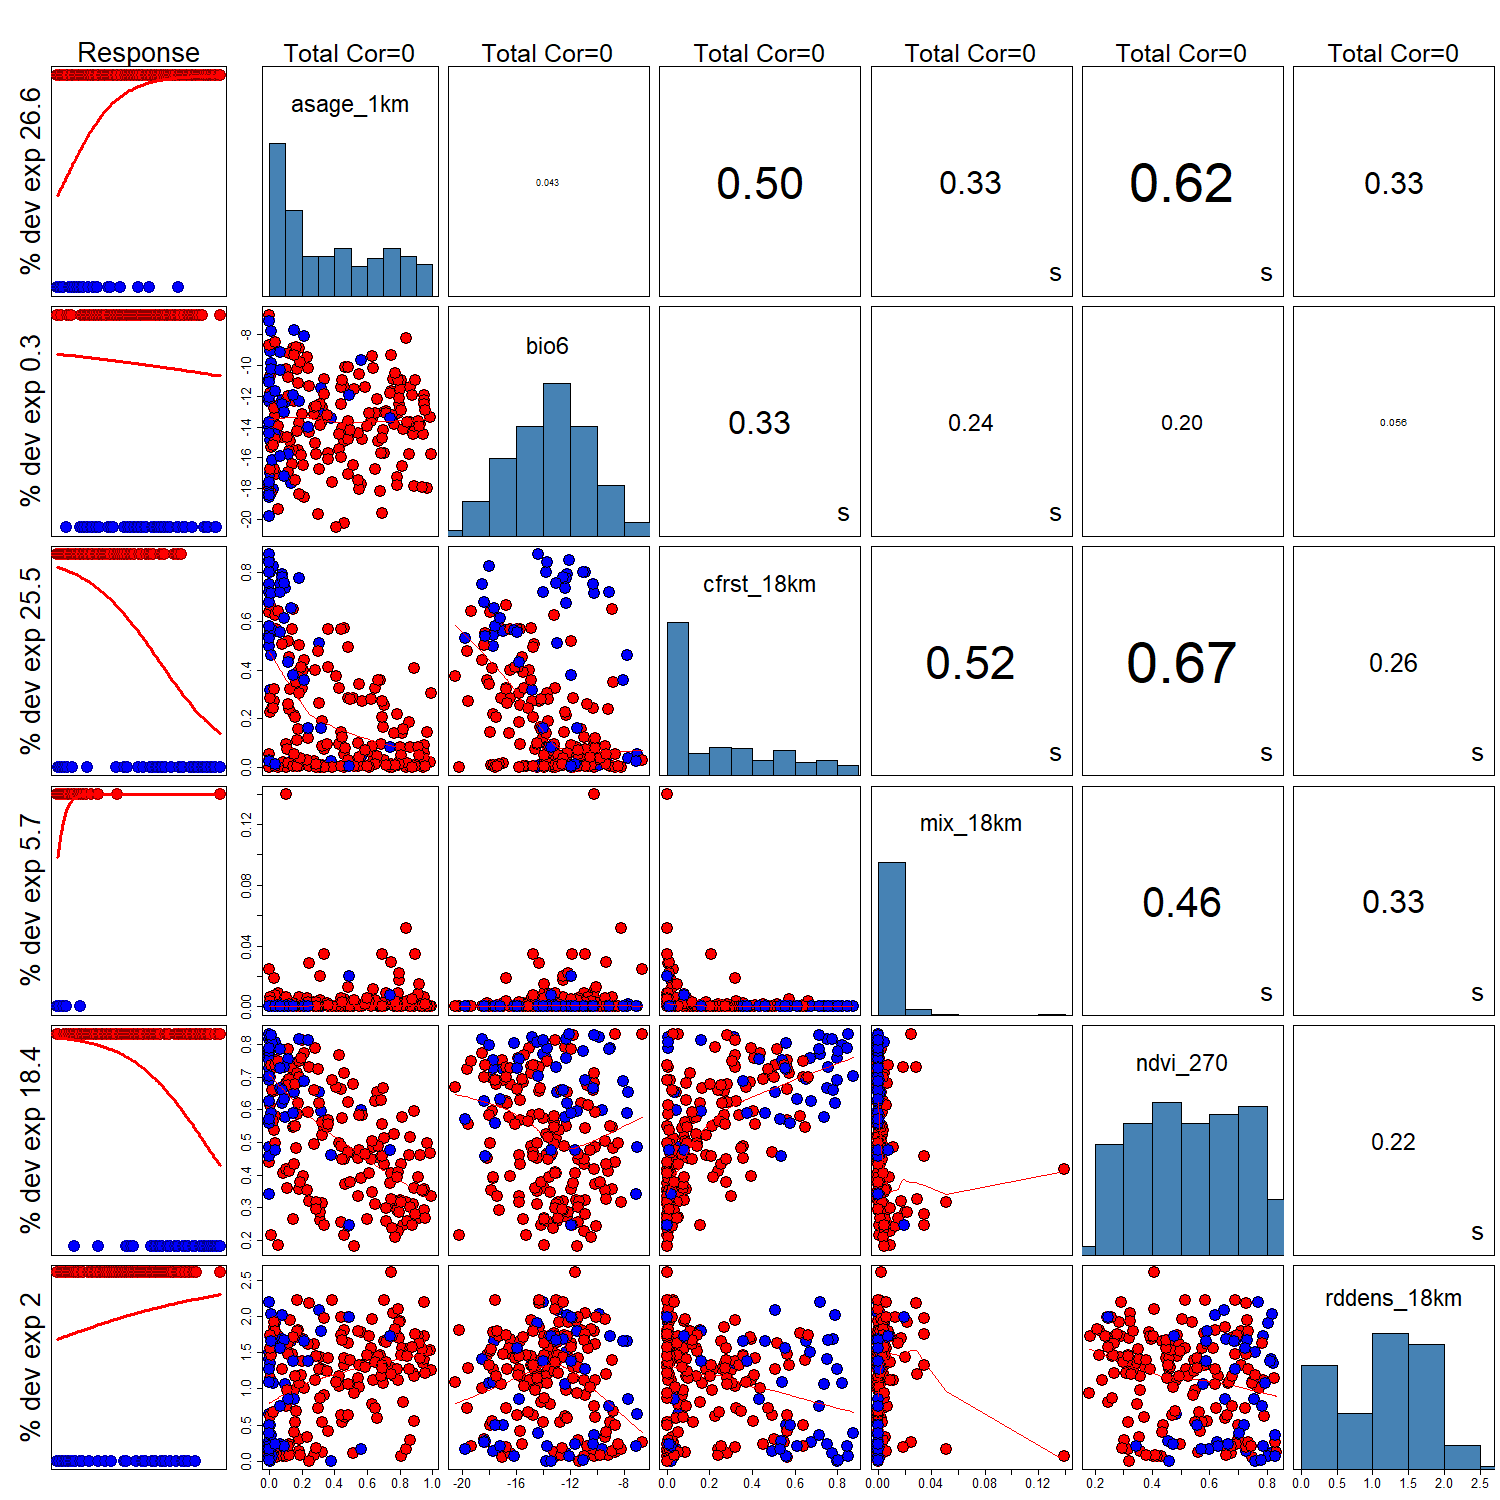 Response Total Cor=0 Total Cor=0 Total Cor=0 Total Cor=0 Total Cor=0 Total Cor=0
% dev exp 26.6
asage_1km
0.043 0.50 0.33 0.62 0.33
s s
% dev exp 0.3
-8
-10
-12
-14
-16
-18
-20
bio6
0.33 0.24 0.20 0.056
s s
% dev exp 25.5
0.8
0.6
0.4
0.2
0.0
cfrst_18km
0.52 0.67 0.26
s s s
% dev exp 5.7
0.12
0.08
0.04
0.00
mix_18km
0.46 0.33
s s
% dev exp 18.4
0.8
0.7
0.6
0.5
0.4
0.3
0.2
ndvi_270
0.22
s
% dev exp 2
2.5
2.0
1.5
1.0
0.5
0.0
rddens_18km
0.0 0.2 0.4 0.6 0.8 1.0 -20 -16 -12 -8 0.0 0.2 0.4 0.6 0.8 0.00 0.04 0.08 0.12 0.2 0.4 0.6 0.8 0.0 0.5 1.0 1.5 2.0 2.5